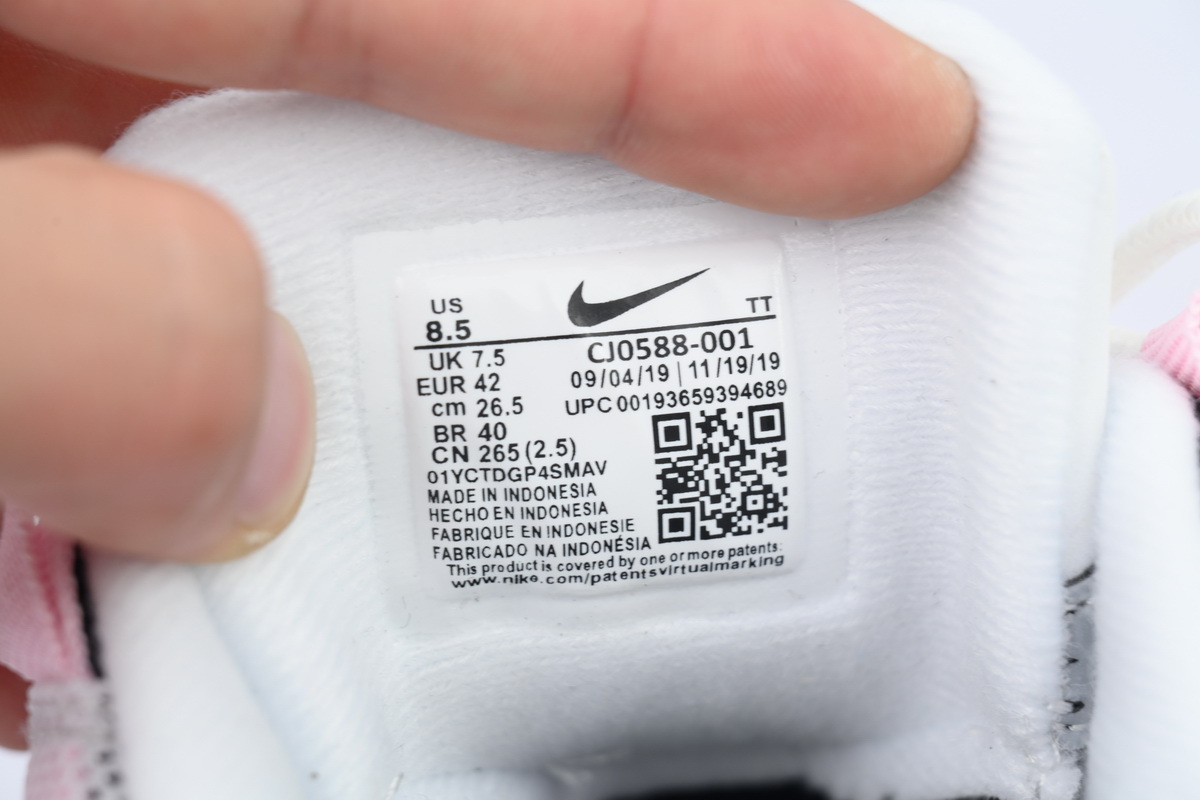 US
8.5
TT
UK 7.5
CJ0588-001
EUR 42
09/04/19 | 11/19/19
cm 26.5
UPC 00193659394689
BR 40
CN 265 (2.5)
01YCTDGP4SMAV
MADE IN INDONESIA
HECHO EN INDONESIA
FABRIQUE EN INDONESIE
FABRICADO NA INDONÉSIA
This product is covered by one or more patents:
www.nike.com/patentsvirtualmarking